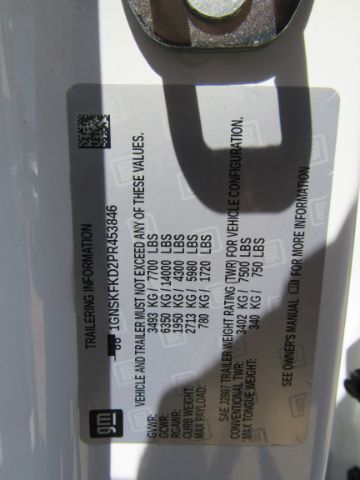 gm
TRAILERING INFORMATION
86 1GNSKFKD2PR453846
VEHICLE AND TRAILER MUST NOT EXCEED ANY OF THESE VALUES.
GVWR: 3493 KG / 7700 LBS
GCWR: 6350 KG /14000 LBS
RGAWR: 1950 KG / 4300 LBS
CURB WEIGHT: 2713 KG / 5980 LBS
MAX PAYLOAD: 780 KG / 1720 LBS
SAE J2807 TRAILER WEIGHT RATING (TWR) FOR VEHICLE CONFIGURATION.
CONVENTIONAL TWR: 3402 KG / 7500 LBS
MAX TONGUE WEIGHT: 340 KG / 750 LBS
SEE OWNER'S MANUAL FOR MORE INFORMATION